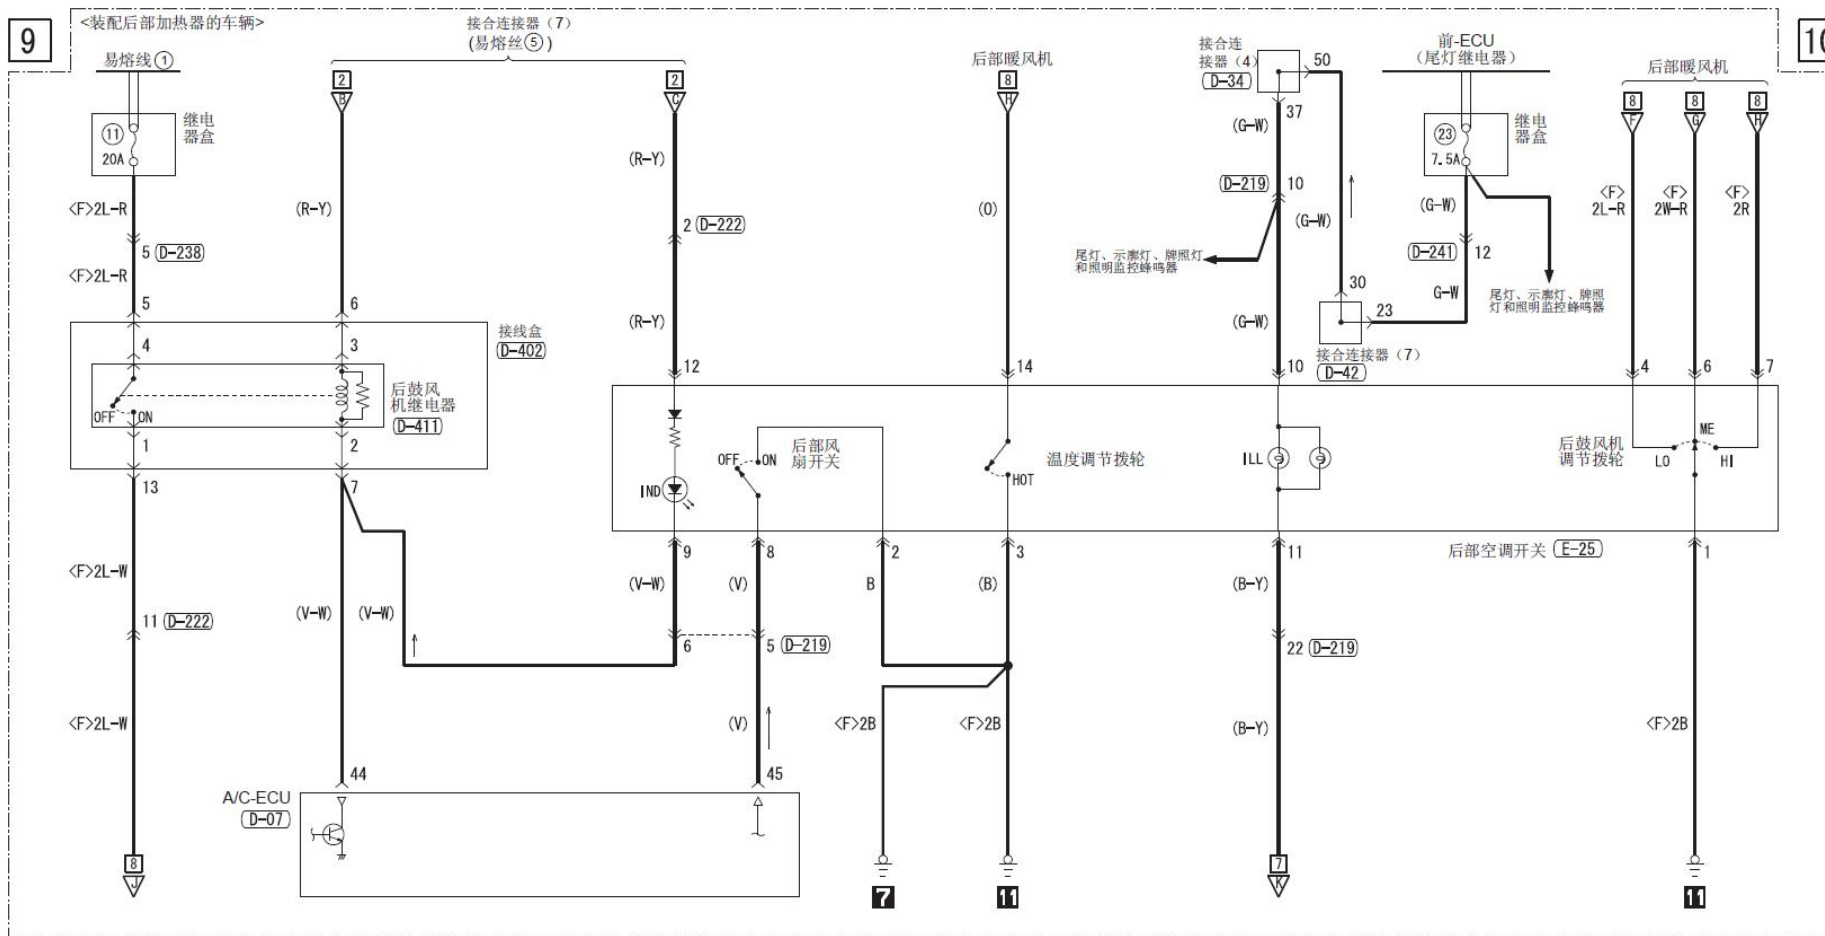 9
<装配后部加热器的车辆>
接合连接器（7）
(易熔丝⑤)
易熔线①
继电
器盒
⑪
20A
<F>2L-R
5 D-238
<F>2L-R
5
2
B
(R-Y)
6
2
C
(R-Y)
2 D-222
(R-Y)
12
后部暖风机
8
H
(O)
14
接合连
接器（4）
D-34
50
37
(G-W)
D-219 10
(G-W)
尾灯、示廓灯、牌照灯
和照明监控蜂鸣器
(G-W)
10
30
23
接合连接器（7）
D-42
前-ECU
（尾灯继电器）
继电
器盒
㉓
7.5A
(G-W)
D-241 12
G-W
尾灯、示廓灯、牌照
灯和照明监控蜂鸣器
后部暖风机
8
F
8
G
8
H
<F>
2L-R
<F>
2W-R
<F>
2R
4
6
7
10
接线盒
D-402
4
3
后鼓风
机继电器
D-411
OFF
ON
1
2
13
7
IND
OFF
ON
后部风
扇开关
HOT
温度调节拨轮
ILL
后鼓风机
调节拨轮
LO
ME
HI
后部空调开关 E-25
9
8
2
3
11
1
<F>2L-W
11 D-222
<F>2L-W
8
J
(V-W)
(V-W)
(V-W)
6
(V)
5 D-219
(V)
B
(B)
<F>2B
<F>2B
(B-Y)
22 D-219
(B-Y)
<F>2B
44
45
A/C-ECU
D-07
7
11
7
K
11